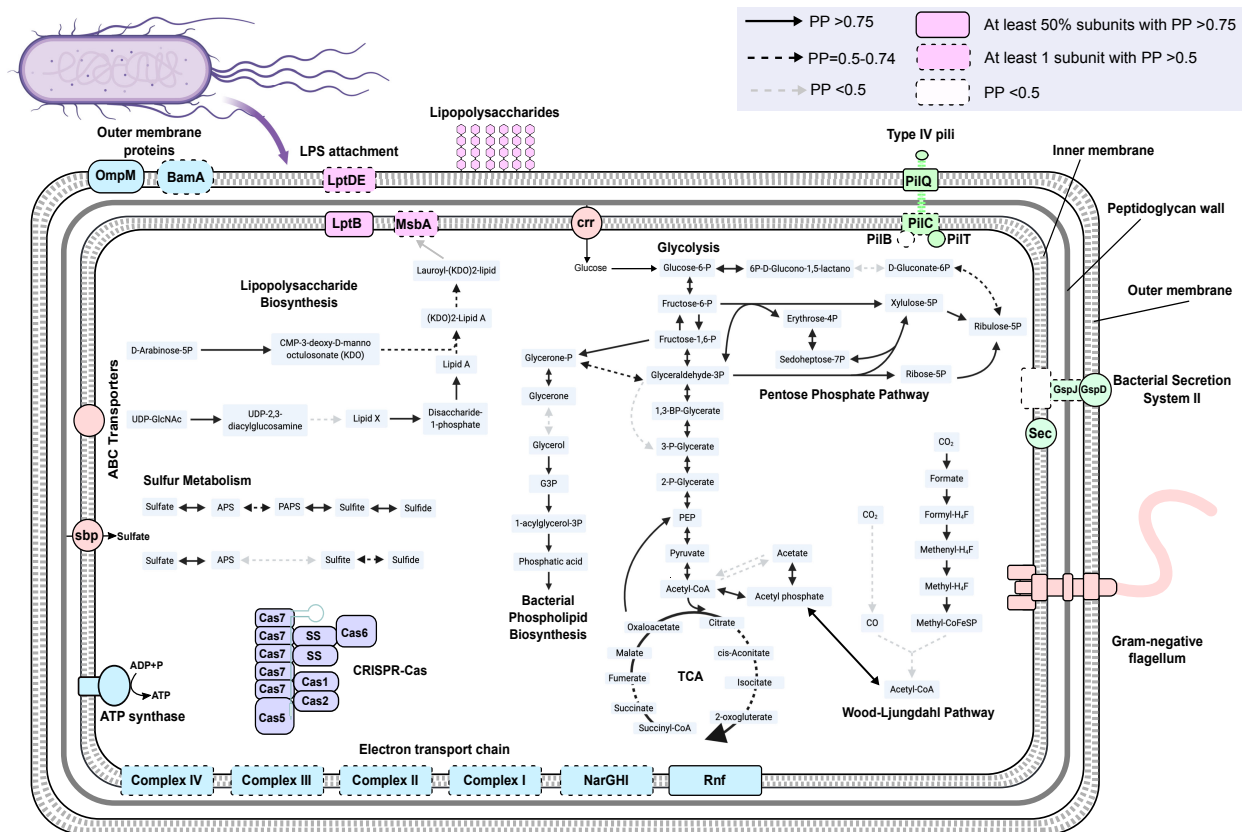 PP >0.75
At least 50% subunits with PP >0.75
PP=0.5-0.74
At least 1 subunit with PP >0.5
PP <0.5
PP <0.5
Lipopolysaccharides
Outer membrane
proteins
LPS attachment
Type IV pili
Inner membrane
OmpM
BamA
LptDE
PilQ
Peptidoglycan wall
LptB
MsbA
crr
PilC
PilB
PilT
Glycolysis
Lauroyl-(KDO)2-lipid
Glucose
Glucose-6-P
6P-D-Glucono-1,5-lactano
D-Gluconate-6P
Outer membrane
Lipopolysaccharide
Biosynthesis
(KDO)2-Lipid A
Fructose-6-P
Xylulose-5P
Erythrose-4P
Ribulose-5P
D-Arabinose-5P
CMP-3-deoxy-D-manno
octulosonate (KDO)
Fructose-1,6-P
Glycerone-P
Sedoheptose-7P
Lipid A
Glyceraldehyde-3P
Ribose-5P
Pentose Phosphate Pathway
Glycerone
GspJ
GspD
Bacterial Secretion
System II
ABC Transporters
UDP-GlcNAc
UDP-2,3-
diacylglucosamine
Lipid X
Disaccharide-
1-phosphate
1,3-BP-Glycerate
Sec
Glycerol
3-P-Glycerate
CO₂
Sulfur Metabolism
G3P
2-P-Glycerate
Formate
Sulfate
APS
PAPS
Sulfite
Sulfide
1-acylglycerol-3P
PEP
CO₂
Formyl-H₄F
sbp
Sulfate
Sulfate
APS
Sulfite
Sulfide
Phosphatic acid
Pyruvate
Acetate
Methenyl-H₄F
Acetyl-CoA
Acetyl phosphate
Methyl-H₄F
Bacterial
Phospholipid
Biosynthesis
Cas7
Cas7
SS
Cas6
Cas7
SS
Cas7
Cas7
Cas1
Cas2
Cas5
CRISPR-Cas
Oxaloacetate
Citrate
CO
Methyl-CoFeSP
Malate
cis-Aconitate
Gram-negative
flagellum
Fumerate
TCA
Isocitate
Acetyl-CoA
Succinate
2-oxogluterate
Wood-Ljungdahl Pathway
Succinyl-CoA
ADP+P
ATP
ATP synthase
Electron transport chain
Complex IV
Complex III
Complex II
Complex I
NarGHI
Rnf